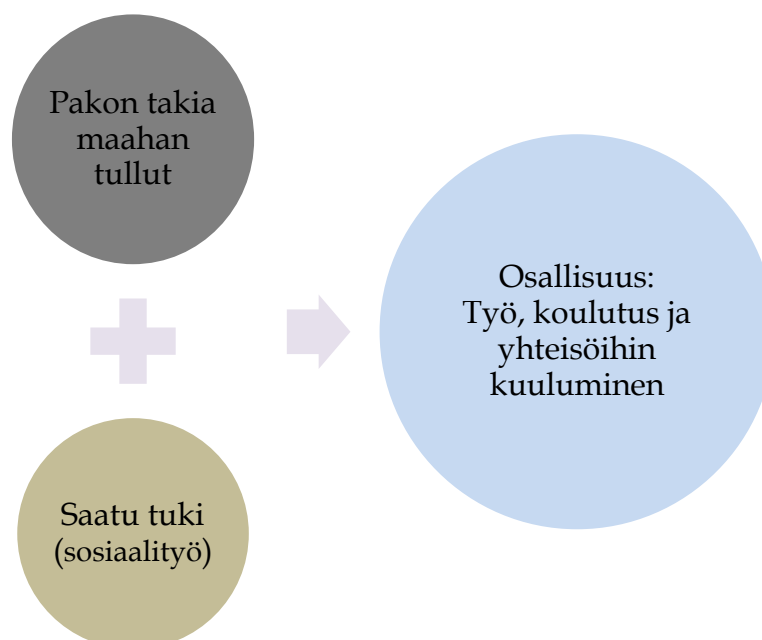 Pakon takia
maahan
tullut
Saatu tuki
(sosiaalityö)
Osallisuus:
Työ, koulutus ja
yhteisöihin
kuuluminen